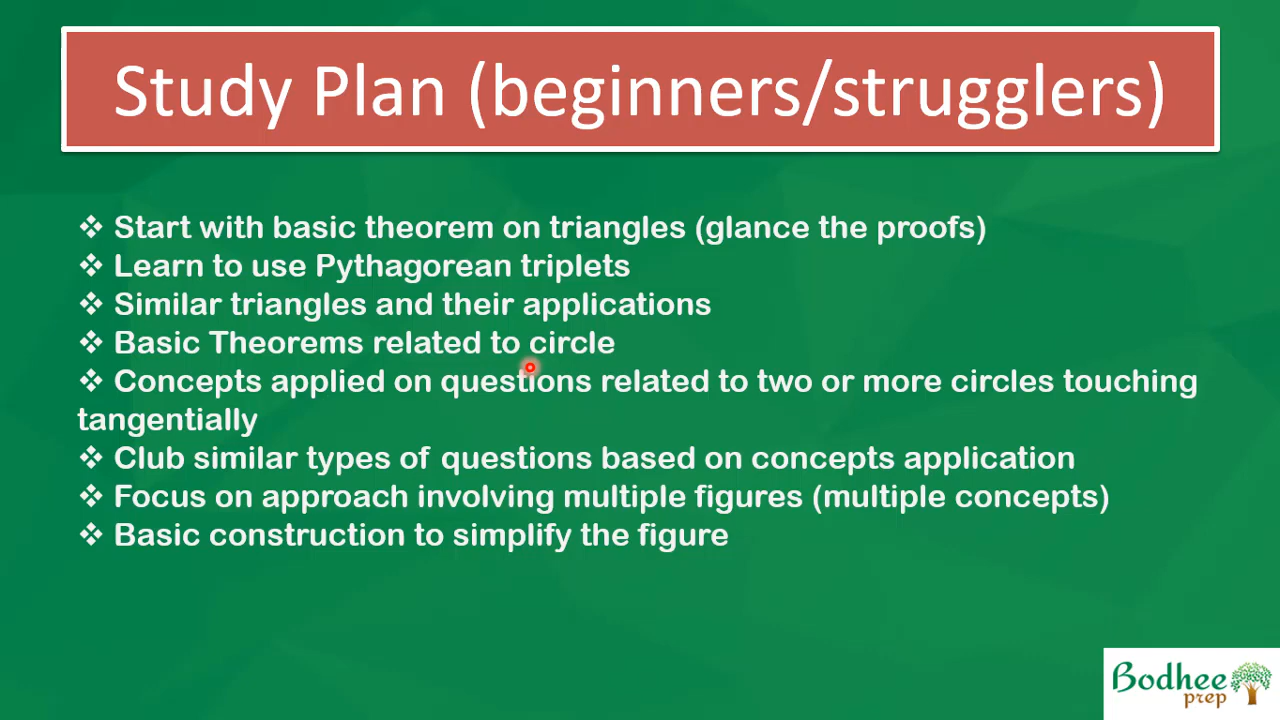 Study Plan (beginners/strugglers)
❖ Start with basic theorem on triangles (glance the proofs)
❖ Learn to use Pythagorean triplets
❖ Similar triangles and their applications
❖ Basic Theorems related to circle
❖ Concepts applied on questions related to two or more circles touching
tangentially
❖ Club similar types of questions based on concepts application
❖ Focus on approach involving multiple figures (multiple concepts)
❖ Basic construction to simplify the figure
Bodhee
prep